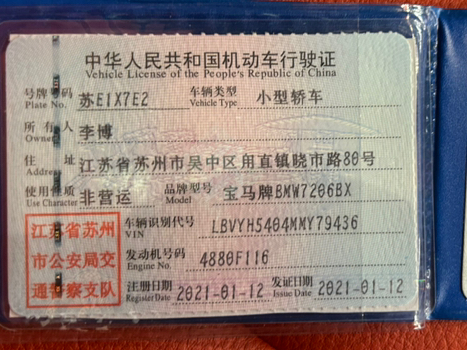 中华人民共和国机动车行驶证
Vehicle License of the People's Republic of China
号牌号码 苏E1X7E2 车辆类型 小型轿车
Plate No. Vehicle Type
所有人 李博
Owner
住址 江苏省苏州市吴中区甪直镇晓市路80号
Address
使用性质 非营运 品牌型号 宝马牌BMW7206BX
Use Character Model
江苏省苏州 车辆识别代号 LBVYH5404MMY79436
VIN
市公安局交 发动机号码 4880F116
Engine No.
通警察支队 注册日期 2021-01-12 发证日期 2021-01-12
Register Date Issue Date